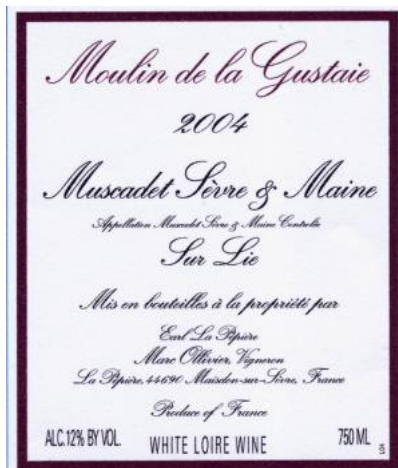 Moulin de la Gustaie
2004
Muscadet Sèvre & Maine
Appellation Muscadet Sèvre & Maine Controlée
Sur Lie
Mis en bouteilles à la propriété par
Earl La Pépière
Marc Ollivier, Vigneron
La Pépière, 44690 Maisdon-sur-Sèvre, France
Produce of France
ALC.12% BY VOL.
WHITE LOIRE WINE
750 ML